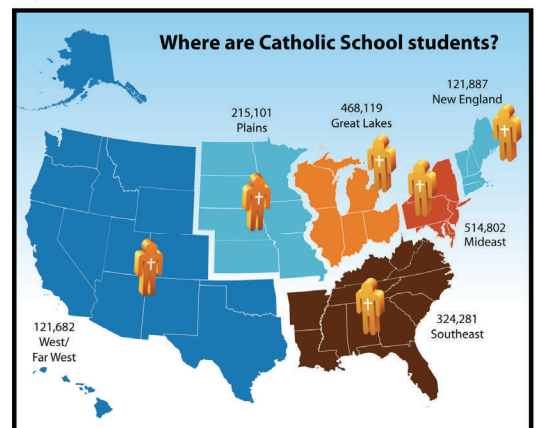 Where are Catholic School students?
121,887
New England
468,119
Great Lakes
215,101
Plains
514,802
Mideast
324,281
Southeast
121,682
West/
Far West